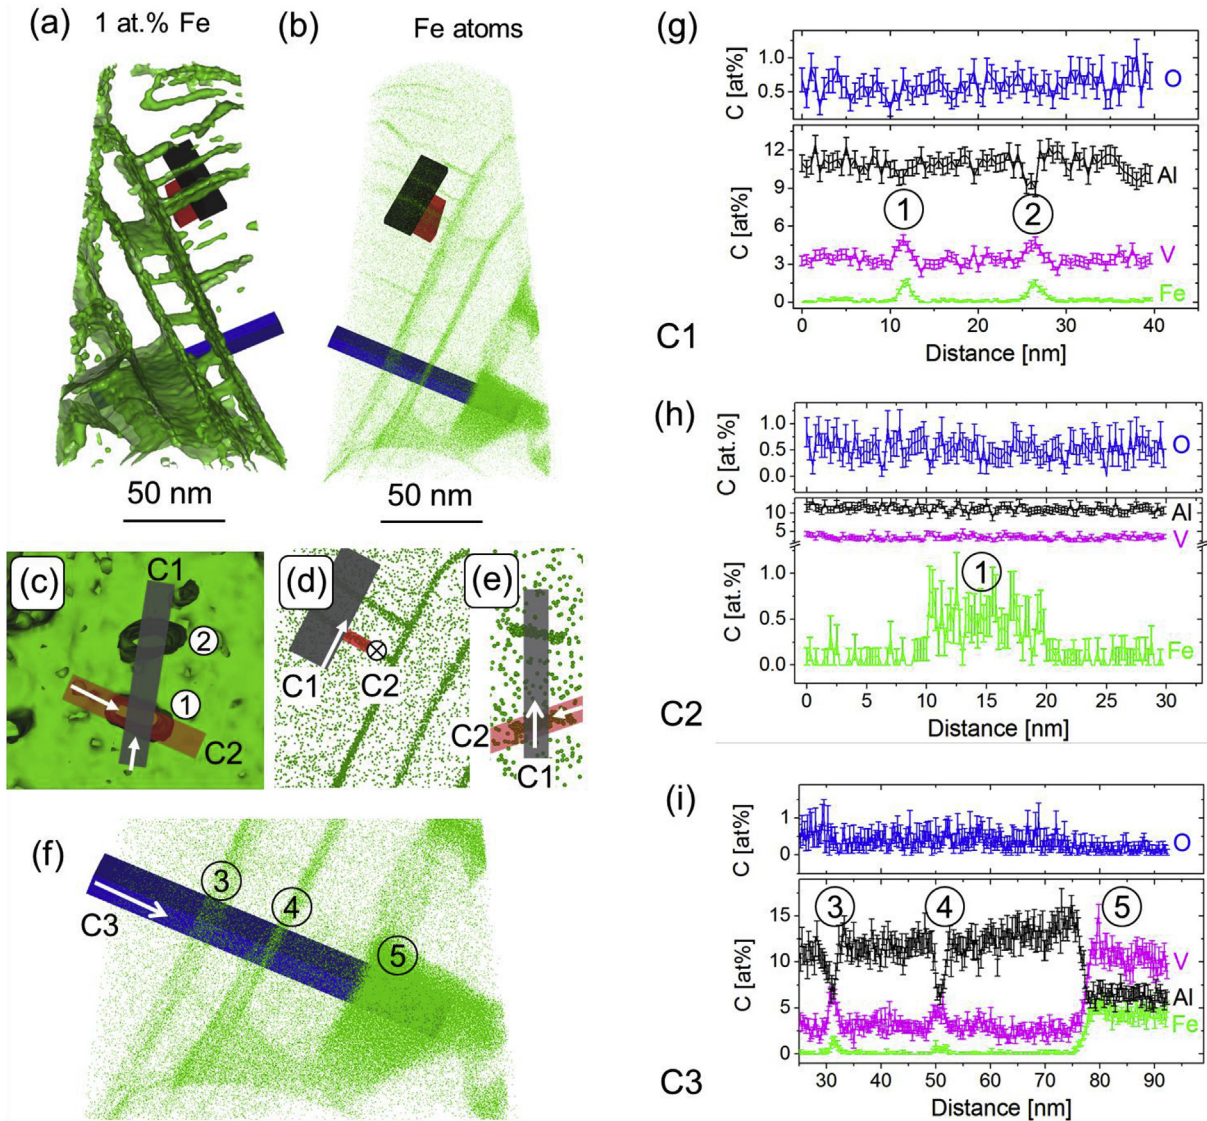 (a) 1 at.% Fe
50 nm
(b) Fe atoms
50 nm
(c)
C1
2
1
C2
(d)
C1 C2
(e)
C2
C1
(f)
C3
3
4
5
(g)
C [at%]
1.0
0.5
O
C [at%]
12
9
6
3
0
Al
1 2
V
Fe
0 5 10 15 20 25 30 35 40
Distance [nm]
C1
(h)
C [at.%]
1.0
0.5
0.0
O
10
5
Al
V
C [at.%]
1.0
0.5
0.0
1
Fe
0 5 10 15 20 25 30
Distance [nm]
C2
(i)
C [at%]
1
0
O
C [at%]
15
10
5
0
3 4 5
V
Al
Fe
30 40 50 60 70 80 90
Distance [nm]
C3